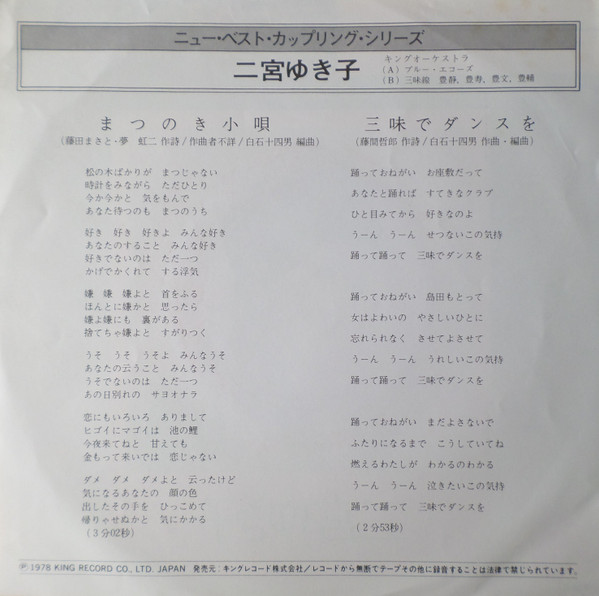 ニュー・ベスト・カップリング・シリーズ
二宮ゆき子
キングオーケストラ
(A) ブルー・エコーズ
(B) 三味線 豊静、豊寿、豊文、豊輔
まつのき小唄
(藤田まさと・夢 虹二 作詩/作曲者不詳/白石十四男 編曲)
松の木ばかりが まつじゃない
時計をみながら ただひとり
今か今かと 気をもんで
あなた待つのも まつのうち
好き 好き 好きよ みんな好き
あなたのすること みんな好き
好きでないのは ただ一つ
かげでかくれて する浮気
嫌 嫌 嫌よと 首をふる
ほんとに嫌かと 思ったら
嫌よ嫌にも 裏がある
捨てちゃ嫌よと すがりつく
うそ うそ うそよ みんなうそ
あなたの云うこと みんなうそ
うそでないのは ただ一つ
あの日別れの サヨオナラ
恋にもいろいろ ありまして
ヒゴイにマゴイは 池の鯉
今夜来てねと 甘えても
金もって来いでは 恋じゃない
ダメ ダメ ダメよと 云ったけど
気になるあなたの 顔の色
出したその手を ひっこめて
帰りゃせぬかと 気にかかる
(3分02秒)
三味でダンスを
(藤間哲郎 作詩/白石十四男 作曲・編曲)
踊っておねがい お座敷だって
あなたと踊れば すてきなクラブ
ひと目みてから 好きなのよ
うーん うーん せつないこの気持
踊って踊って 三味でダンスを
踊っておねがい 島田もとって
女はよわいの やさしいひとに
忘れられなく きせてよさせて
うーん うーん うれしいこの気持
踊って踊って 三味でダンスを
踊っておねがい まだよさないで
ふたりになるまで こうしていてね
燃えるわたしが わかるのわかる
うーん うーん 泣きたいこの気持
踊って踊って 三味でダンスを
(2分53秒)
Ⓟ 1978 KING RECORD CO., LTD. JAPAN 発売元:キングレコード株式会社/レコードから無断でテープその他に録音することは法律で禁じられています。